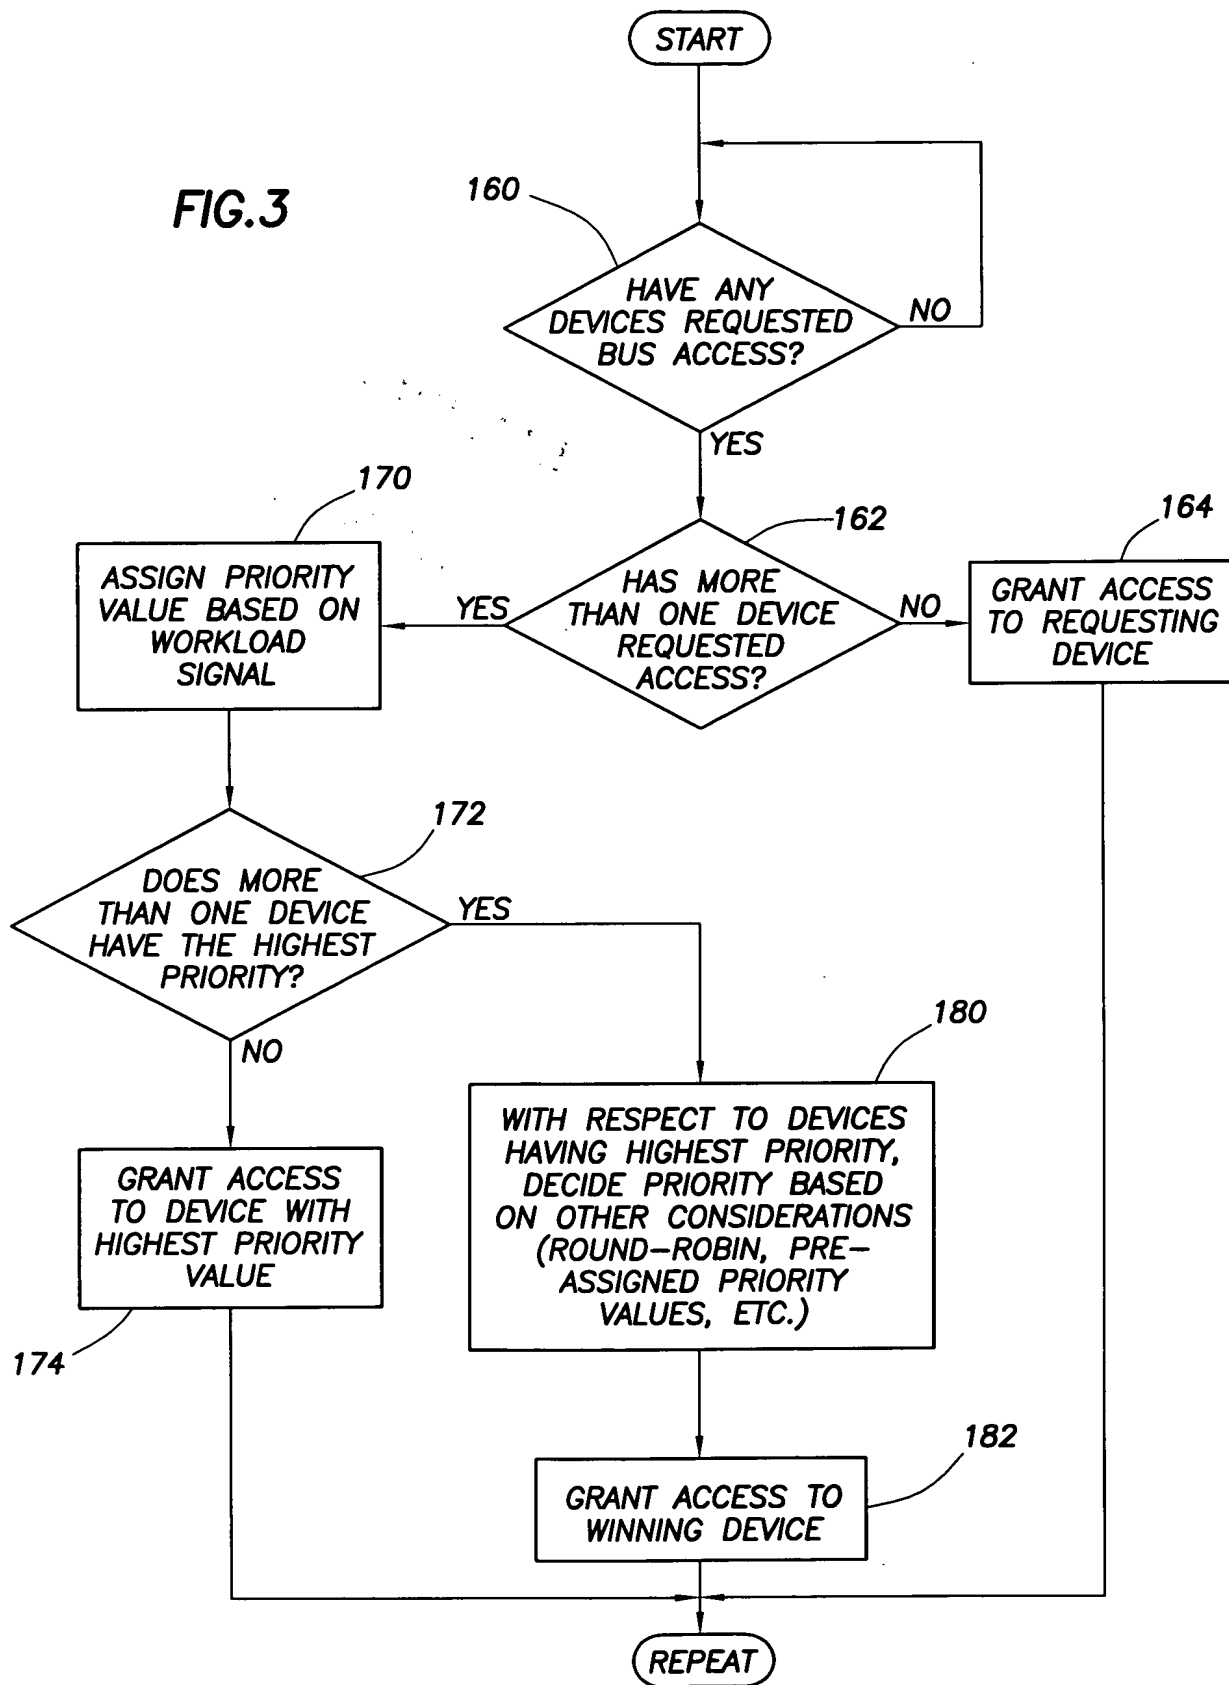 START
FIG.3
160
HAVE ANY
DEVICES REQUESTED
BUS ACCESS?
NO
YES
170
162
164
ASSIGN PRIORITY
VALUE BASED ON
WORKLOAD
SIGNAL
YES
HAS MORE
THAN ONE DEVICE
REQUESTED
ACCESS?
NO
GRANT ACCESS
TO REQUESTING
DEVICE
172
DOES MORE
THAN ONE DEVICE
HAVE THE HIGHEST
PRIORITY?
YES
NO
180
WITH RESPECT TO DEVICES
HAVING HIGHEST PRIORITY,
DECIDE PRIORITY BASED
ON OTHER CONSIDERATIONS
(ROUND-ROBIN, PRE-
ASSIGNED PRIORITY
VALUES, ETC.)
GRANT ACCESS
TO DEVICE WITH
HIGHEST PRIORITY
VALUE
174
182
GRANT ACCESS TO
WINNING DEVICE
REPEAT